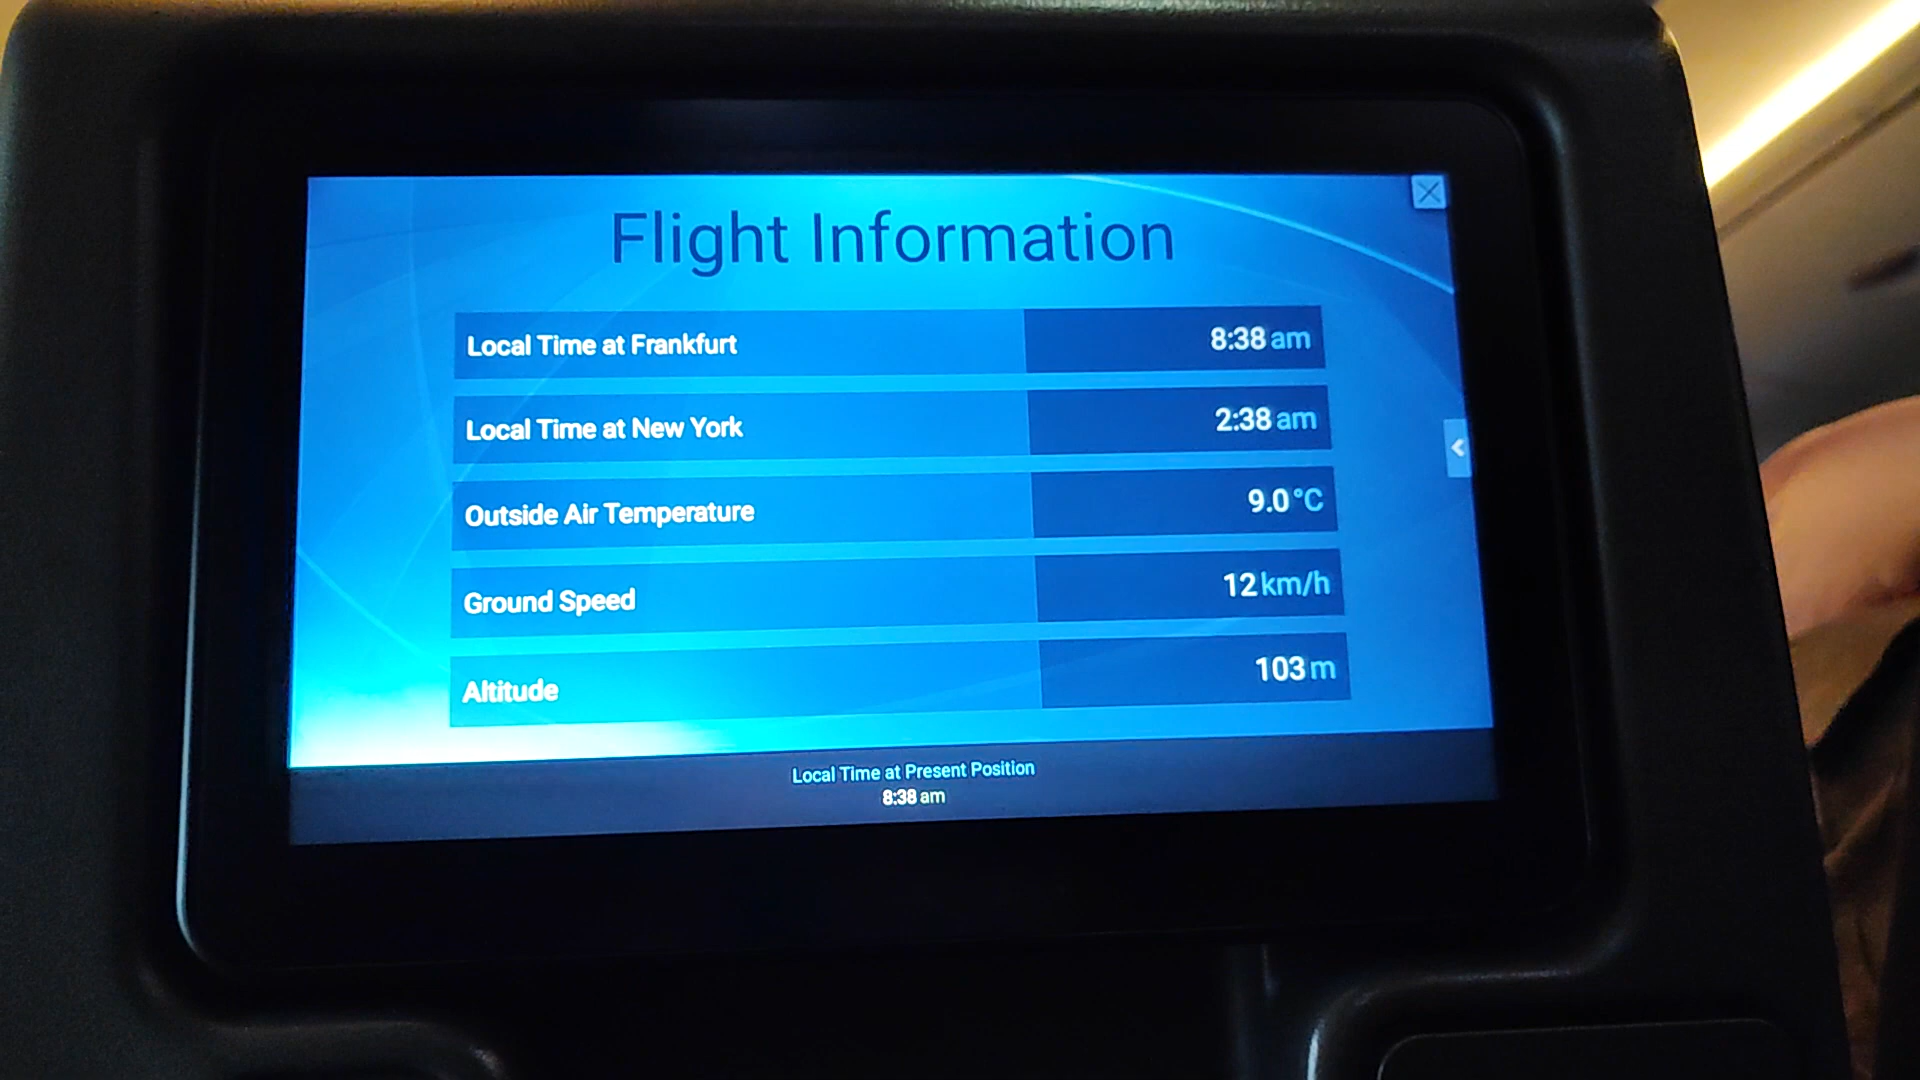 Flight Information
Local Time at Frankfurt 8:38 am
Local Time at New York 2:38 am
Outside Air Temperature 9.0 °C
Ground Speed 12 km/h
Altitude 103 m
Local Time at Present Position
8:38 am